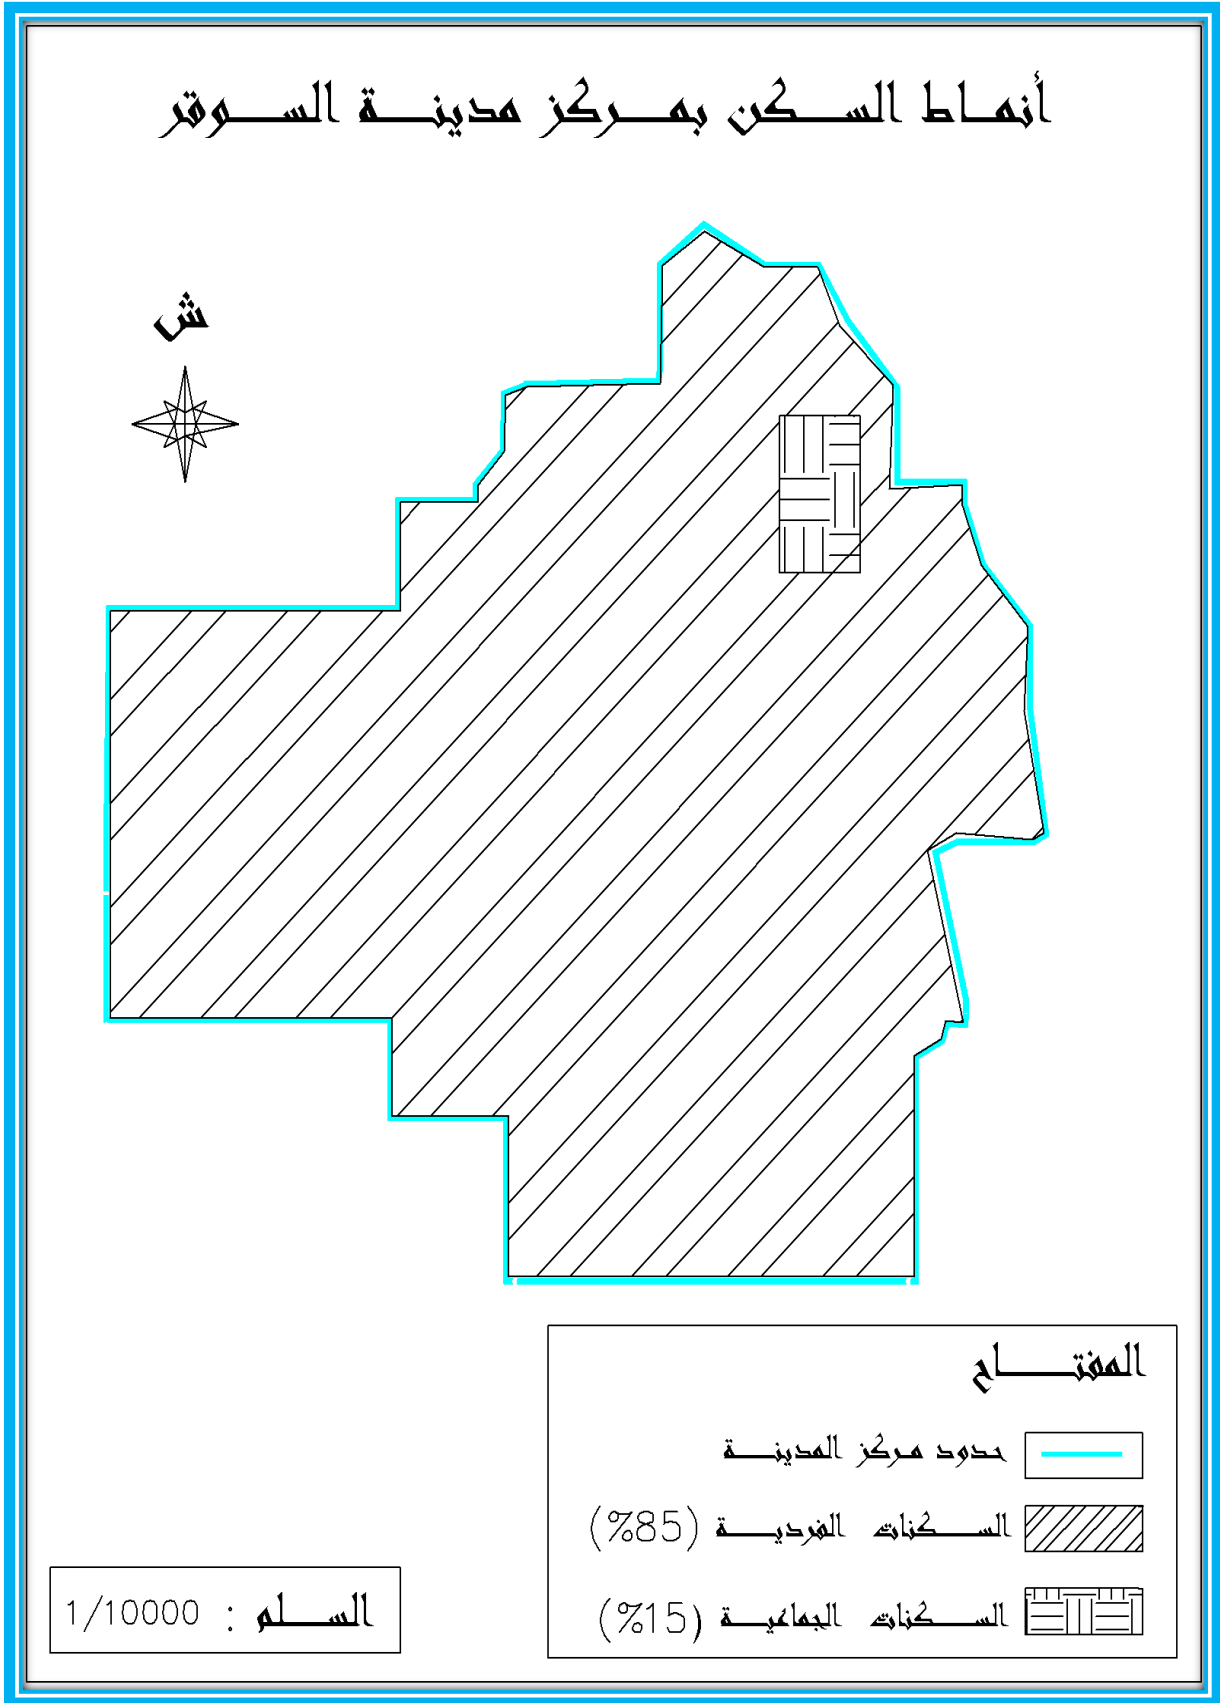 أنماط السكن بمركز مدينة السوقر
ش
المفتاح
حدود مركز المدينة
السكنات الفردية (85%)
السكنات الجماعية (15%)
السلم : 1/10000